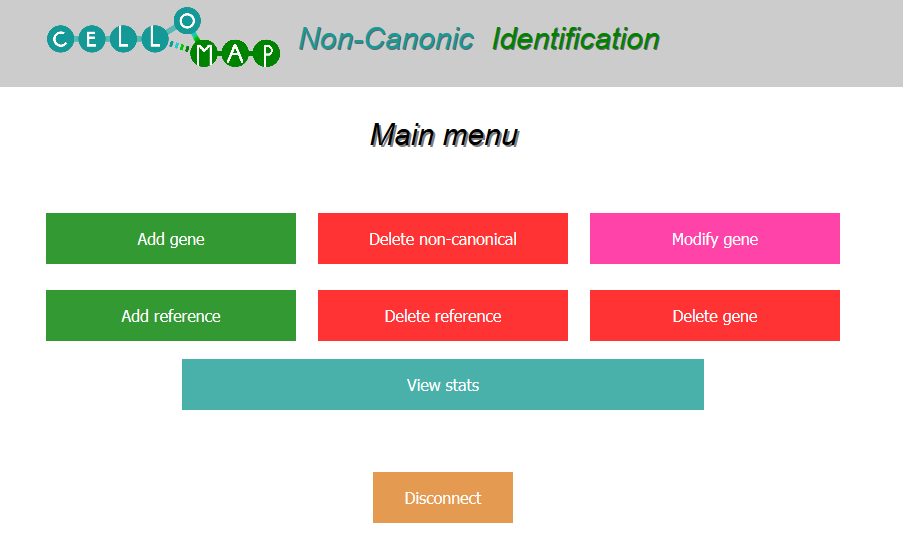 CELLO MAP Non-Canonic Identification
Main menu
Add gene Delete non-canonical Modify gene
Add reference Delete reference Delete gene
View stats
Disconnect